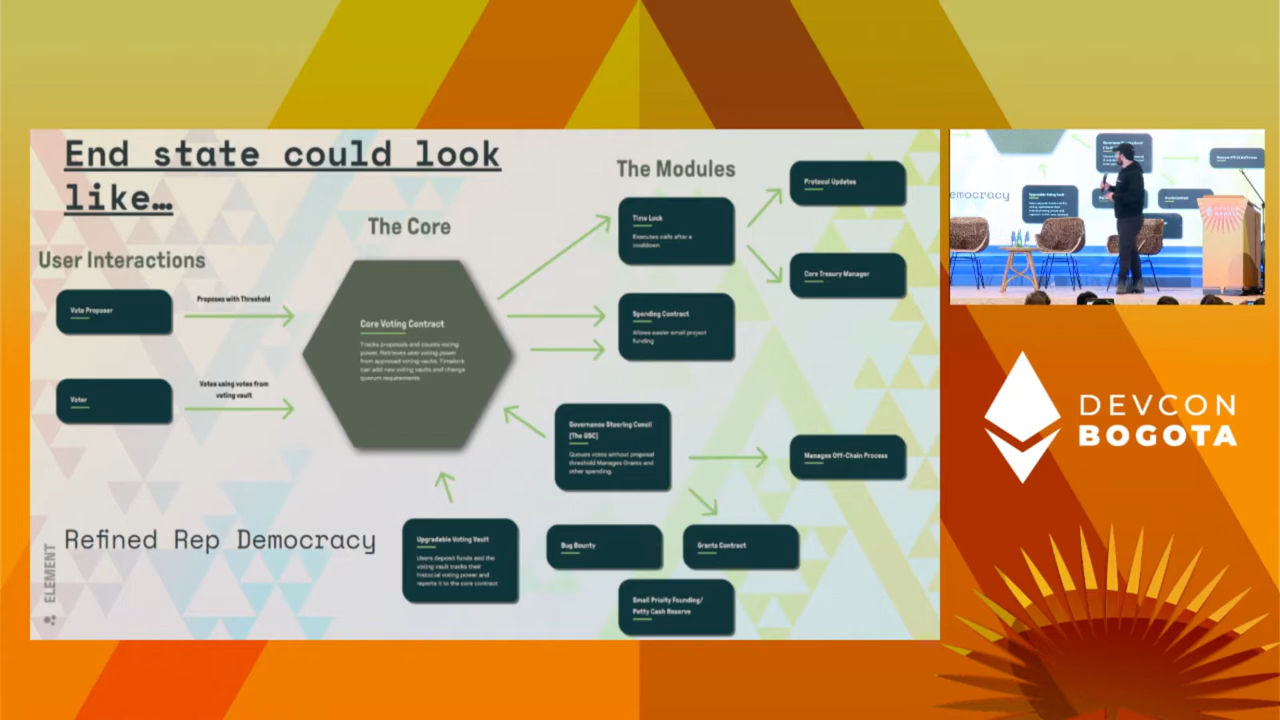 End state could look
like…
User Interactions
The Core
The Modules
Vote Proposer
Proposes with Threshold
Voter
Votes using votes from
voting vault
Core Voting Contract
Tracks proposals and counts voting
power. Retrieves user voting power
from approved voting vaults. Timelock
can add new voting vaults and change
quorum requirements
Time Lock
Executes calls after a
cooldown
Spending Contract
Allows easier small project
funding
Protocol Updates
Core Tresury Manager
Governance Steering Concil
(The GSC)
Queues votes without proposal
threshold Manages Grants and
other spending.
Manages Off-Chain Process
Refined Rep Democracy
Upgradable Voting Vault
Users deposit funds and the
voting vault tracks their
histocial voting power and
reports it to the core contract
Bug Bounty
Grants Contract
Small Prioity Founding/
Petty Cash Reserve
ELEMENT
emocracy
DEVCON
BOGOTA